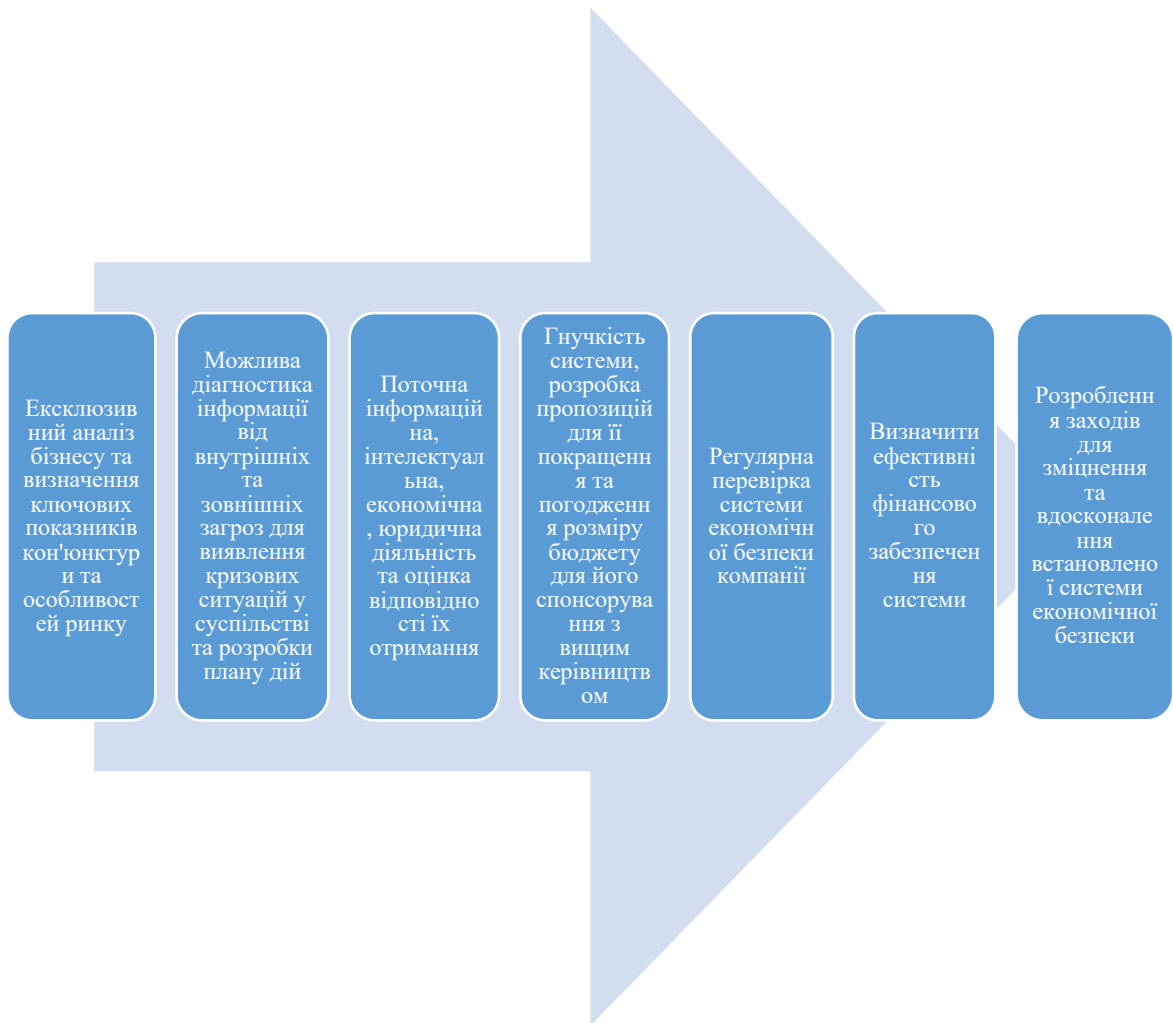 Ексклюзив
ний аналіз
бізнесу та
визначення
ключових
показників
кон'юнктур
и та
особливост
ей ринку
Можлива
діагностика
інформації
від
внутрішніх
та
зовнішніх
загроз для
виявлення
кризових
ситуацій у
суспільстві
та розробки
плану дій
Поточна
інформацій
на,
інтелектуал
ьна,
економічна
, юридична
діяльність
та оцінка
відповідно
сті їх
отримання
Гнучкість
системи,
розробка
пропозицій
для її
покращенн
я та
погодженн
я розміру
бюджету
для його
спонсорува
ння з
вищим
керівництв
ом
Регулярна
перевірка
системи
економічн
ої безпеки
компанії
Визначити
ефективні
сть
фінансово
го
забезпечен
ня
системи
Розробленн
я заходів
для
зміцнення
та
вдосконале
ння
встановлено
ї системи
економічної
безпеки